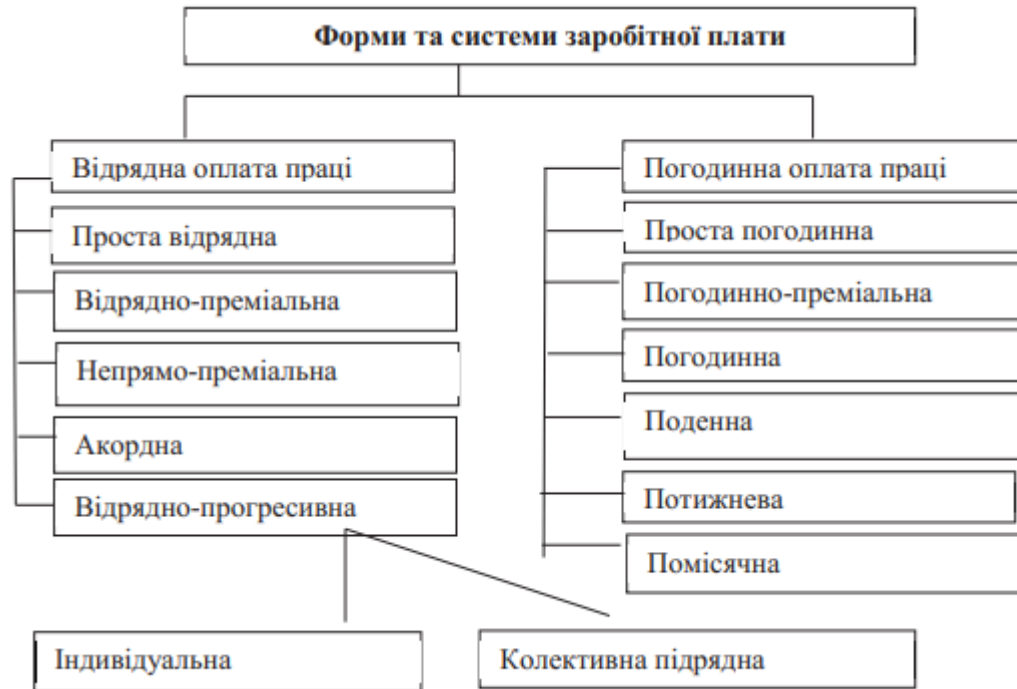 Форми та системи заробітної плати
Відрядна оплата праці
Проста відрядна
Відрядно-преміальна
Непрямо-преміальна
Акордна
Відрядно-прогресивна
Погодинна оплата праці
Проста погодинна
Погодинно-преміальна
Погодинна
Поденна
Потижнева
Помісячна
Індивідуальна
Колективна підрядна